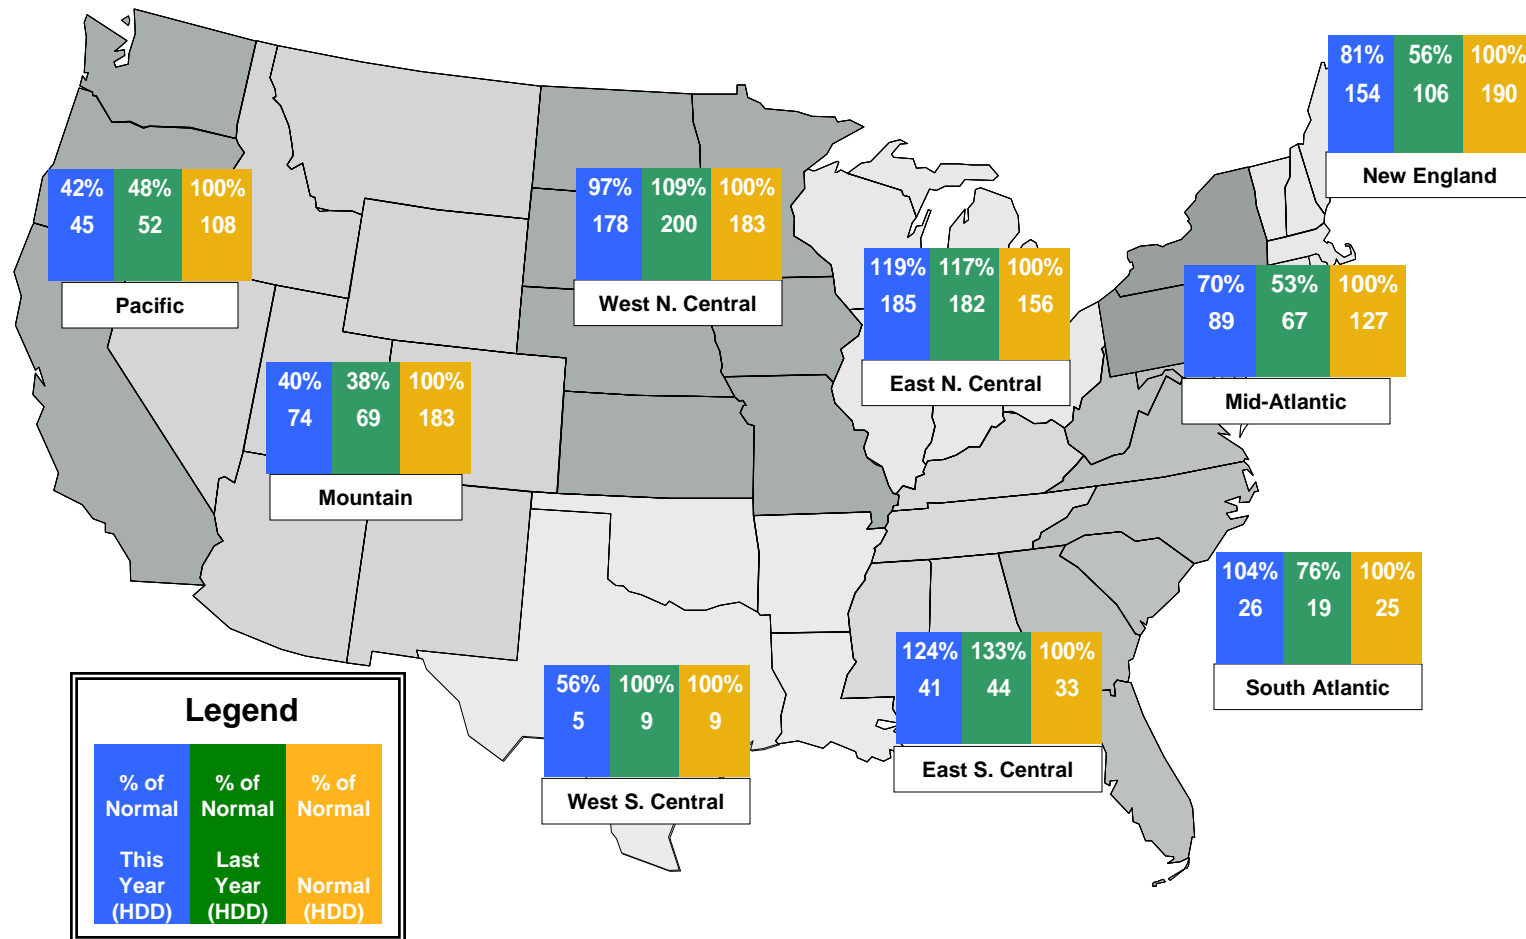 81% 56% 100%
154 106 190
New England
42% 48% 100%
45 52 108
Pacific
97% 109% 100%
178 200 183
West N. Central
119% 117% 100%
185 182 156
East N. Central
70% 53% 100%
89 67 127
Mid-Atlantic
40% 38% 100%
74 69 183
Mountain
104% 76% 100%
26 19 25
South Atlantic
124% 133% 100%
41 44 33
East S. Central
56% 100% 100%
5 9 9
West S. Central
Legend
% of % of % of
Normal Normal Normal
This Last
Year Year Normal
(HDD) (HDD) (HDD)